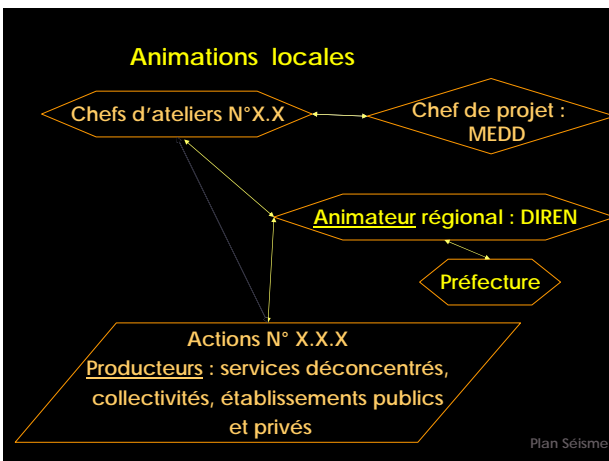 Animations locales
Chefs d'ateliers N°X.X
Chef de projet :
MEDD
Animateur régional : DIREN
Préfecture
Actions N° X.X.X
Producteurs : services déconcentrés,
collectivités, établissements publics
et privés
Plan Séisme